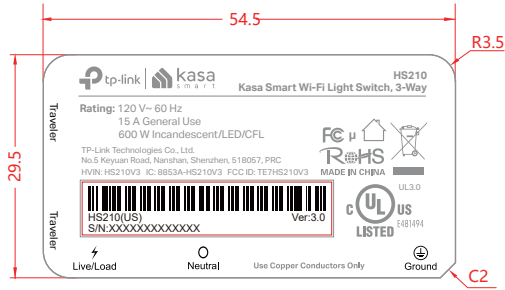 54.5
R3.5
29.5
C2
tp-link kasa smart
HS210
Kasa Smart Wi-Fi Light Switch, 3-Way
Traveler
Rating: 120 V~ 60 Hz
15 A General Use
600 W Incandescent/LED/CFL
TP-Link Technologies Co., Ltd.
No.5 Keyuan Road, Nanshan, Shenzhen, 518057, PRC
HVIN: HS210V3 IC: 8853A-HS210V3 FCC ID: TE7HS210V3
FC µ
RoHS
MADE IN CHINA
UL3.0
Traveler
HS210(US) Ver:3.0
S/N:XXXXXXXXXXXXX
C UL US
LISTED
E481494
Live/Load
Neutral
Use Copper Conductors Only
Ground